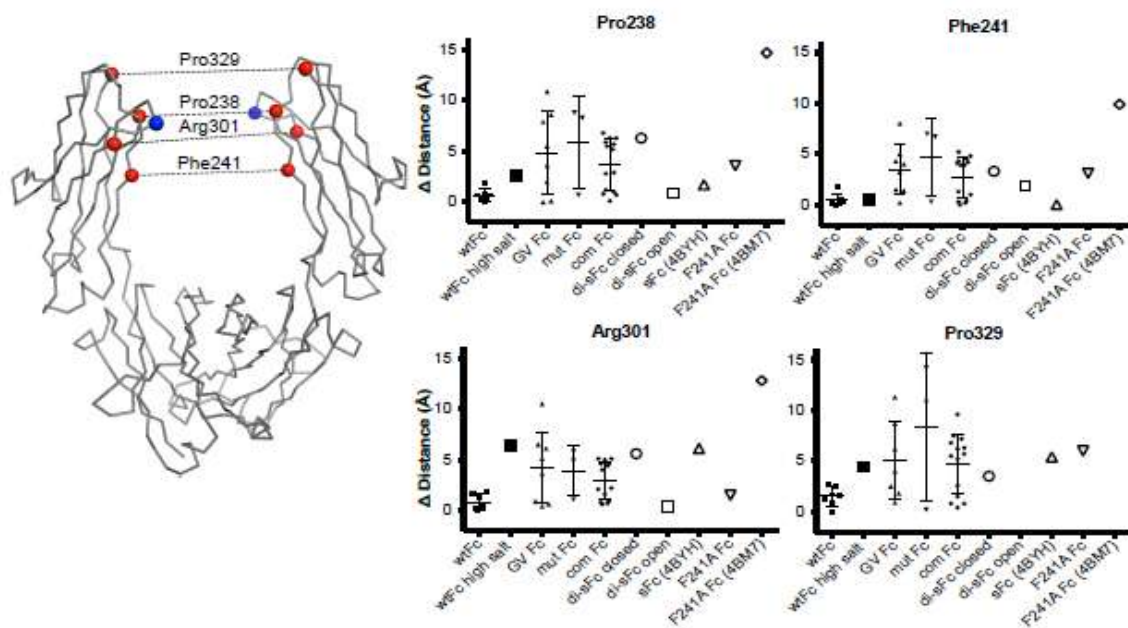 Pro329
Pro238
Arg301
Phe241
Pro238
Δ Distance (Å)
15
10
5
0
wtFc
wtFc high salt
GV Fc
mut Fc
com Fc
di-sFc closed
di-sFc open
sFc (4BYH)
F241A Fc
F241A Fc (4BM7)
Phe241
15
10
5
0
wtFc
wtFc high salt
GV Fc
mut Fc
com Fc
di-sFc closed
di-sFc open
sFc (4BYH)
F241A Fc
F241A Fc (4BM7)
Arg301
Δ Distance (Å)
15
10
5
0
wtFc
wtFc high salt
GV Fc
mut Fc
com Fc
di-sFc closed
di-sFc open
sFc (4BYH)
F241A Fc
F241A Fc (4BM7)
Pro329
15
10
5
0
wtFc
wtFc high salt
GV Fc
mut Fc
com Fc
di-sFc closed
di-sFc open
sFc (4BYH)
F241A Fc
F241A Fc (4BM7)